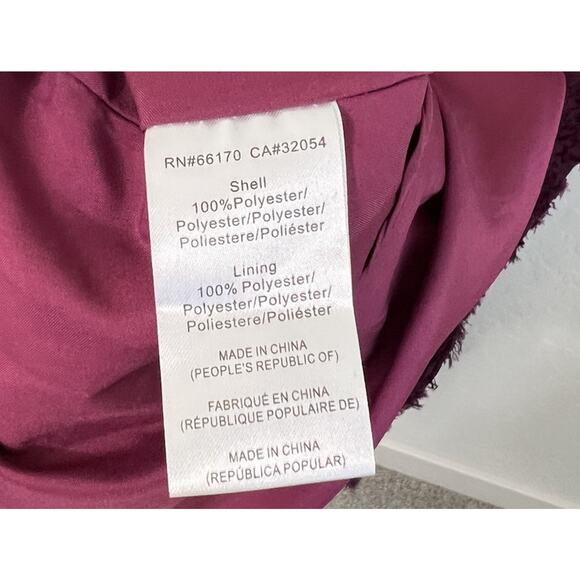 RN#66170 CA#32054
Shell
100%Polyester/
Polyester/Polyester/
Poliestere/Poliéster
Lining
100% Polyester/
Polyester/Polyester/
Poliestere/Poliéster
MADE IN CHINA
(PEOPLE'S REPUBLIC OF)
FABRIQUÉ EN CHINA
(RÉPUBLIQUE POPULAIRE DE)
MADE IN CHINA
(REPÚBLICA POPULAR)